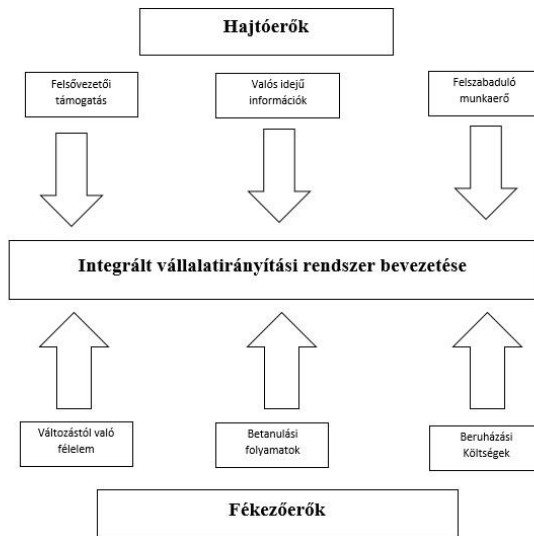 Hajtóerők
Felsővezetői
támogatás
Valós idejű
információk
Felszabaduló
munkaerő
Integrált vállalatirányítási rendszer bevezetése
Változástól való
félelem
Betanulási
folyamatok
Beruházási
Költségek
Fékezőerők